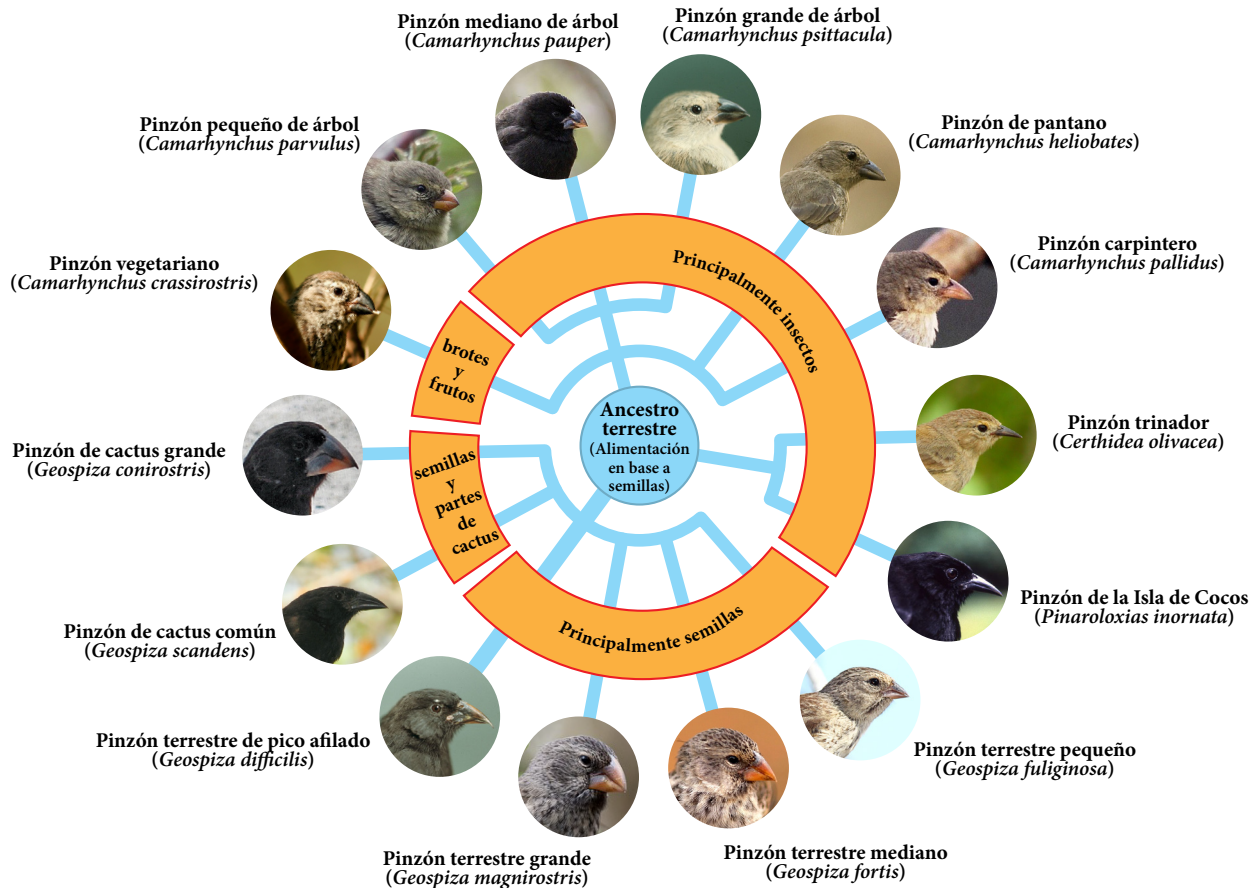 Pinzón mediano de árbol
(Camarhynchus pauper)
Pinzón grande de árbol
(Camarhynchus psittacula)
Pinzón pequeño de árbol
(Camarhynchus parvulus)
Pinzón de pantano
(Camarhynchus heliobates)
Pinzón vegetariano
(Camarhynchus crassirostris)
Pinzón carpintero
(Camarhynchus pallidus)
Principalmente insectos
brotes
y
frutos
Ancestro
terrestre
(Alimentación
en base a
semillas)
Pinzón de cactus grande
(Geospiza conirostris)
Pinzón trinador
(Certhidea olivacea)
semillas
y
partes
de
cactus
Principalmente semillas
Pinzón de la Isla de Cocos
(Pinaroloxias inornata)
Pinzón de cactus común
(Geospiza scandens)
Pinzón terrestre de pico afilado
(Geospiza difficilis)
Pinzón terrestre pequeño
(Geospiza fuliginosa)
Pinzón terrestre grande
(Geospiza magnirostris)
Pinzón terrestre mediano
(Geospiza fortis)